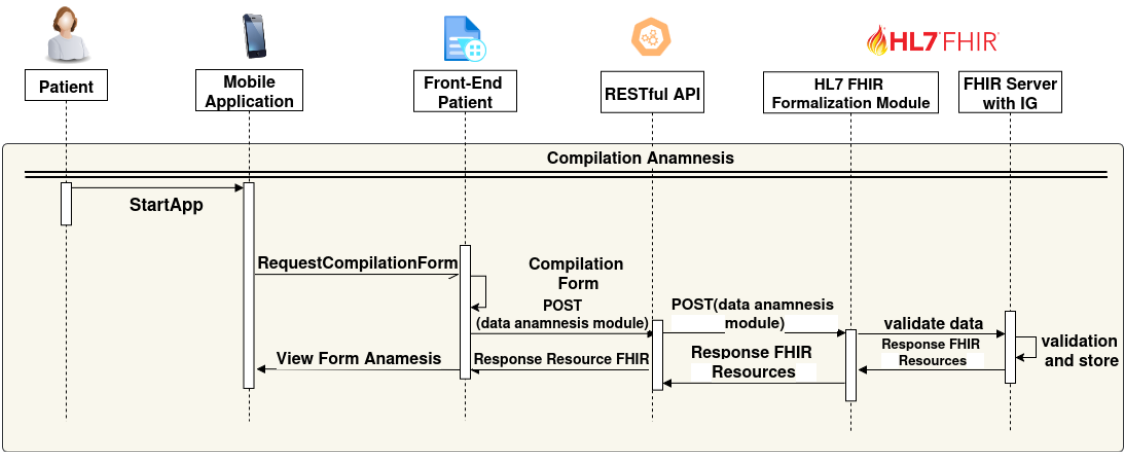 HL7 FHIR
Patient
Mobile
Application
Front-End
Patient
RESTful API
HL7 FHIR
Formalization Module
FHIR Server
with IG
Compilation Anamnesis
StartApp
RequestCompilationForm
Compilation
Form
POST
(data anamnesis module)
POST(data anamnesis
module)
validate data
validation
and store
Response FHIR
Resources
Response FHIR
Resources
Response Resource FHIR
View Form Anamesis